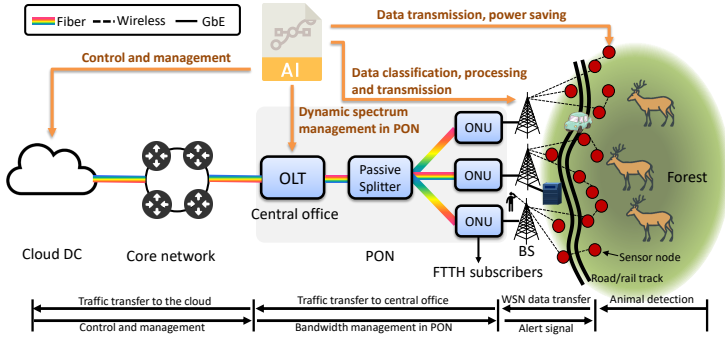 Fiber Wireless GbE
AI
Data transmission, power saving
Control and management
Data classification, processing
and transmission
Dynamic spectrum
management in PON
ONU
OLT
Passive
Splitter
ONU
ONU
Central office
Forest
Cloud DC
Core network
PON
BS
FTTH subscribers
Sensor node
Road/rail track
Traffic transfer to the cloud
Traffic transfer to central office
WSN data transfer
Animal detection
Control and management
Bandwidth management in PON
Alert signal